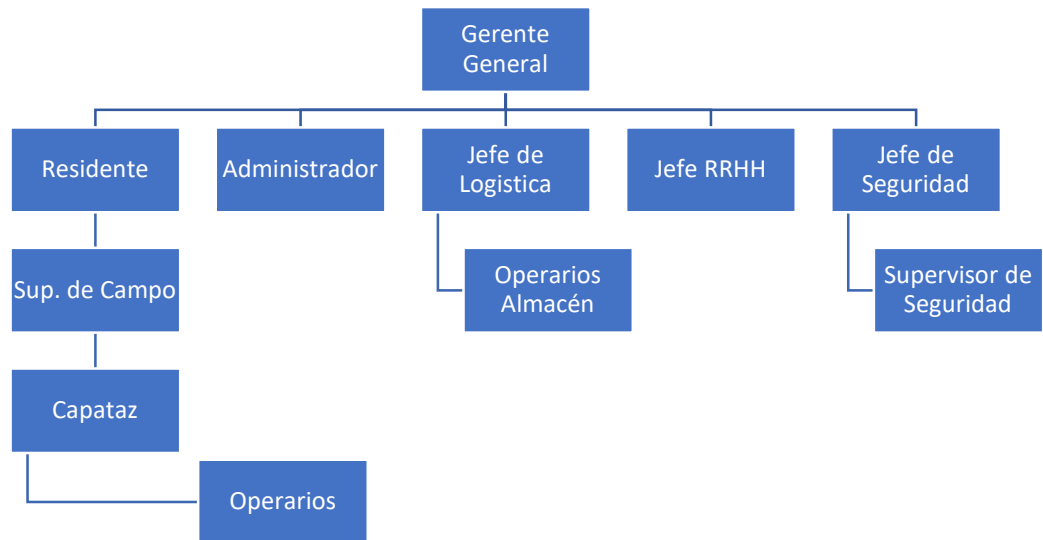 Gerente
General
Residente
Administrador
Jefe de
Logistica
Jefe RRHH
Jefe de
Seguridad
Sup. de Campo
Operarios
Almacén
Supervisor de
Seguridad
Capataz
Operarios